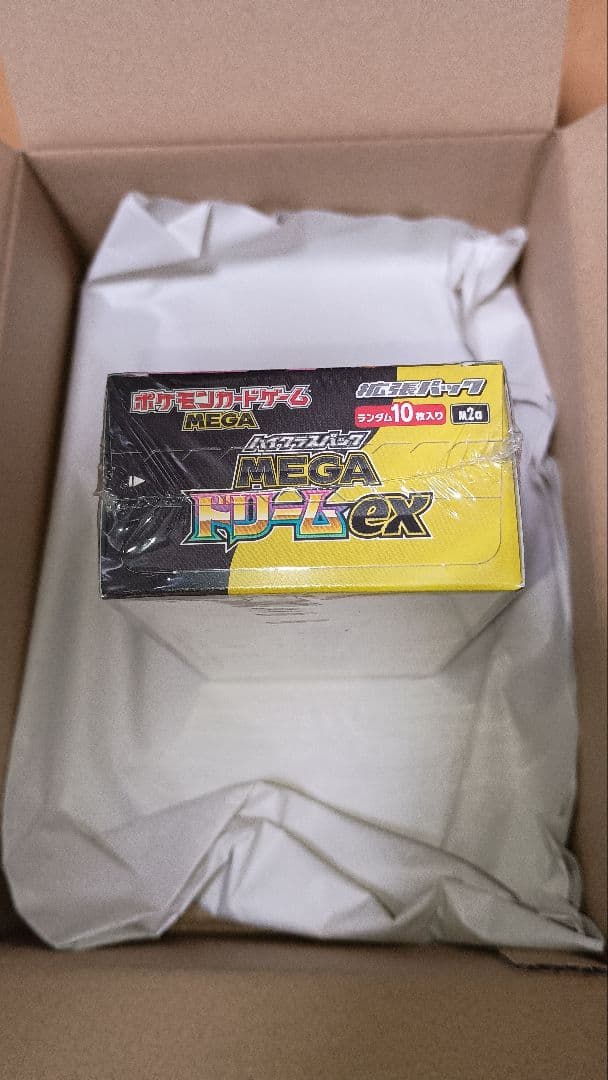 ポケモンカードゲーム
MEGA
拡張パック
ランダム10枚入り
m2a
ハイクラスパック
MEGA
ドリームex